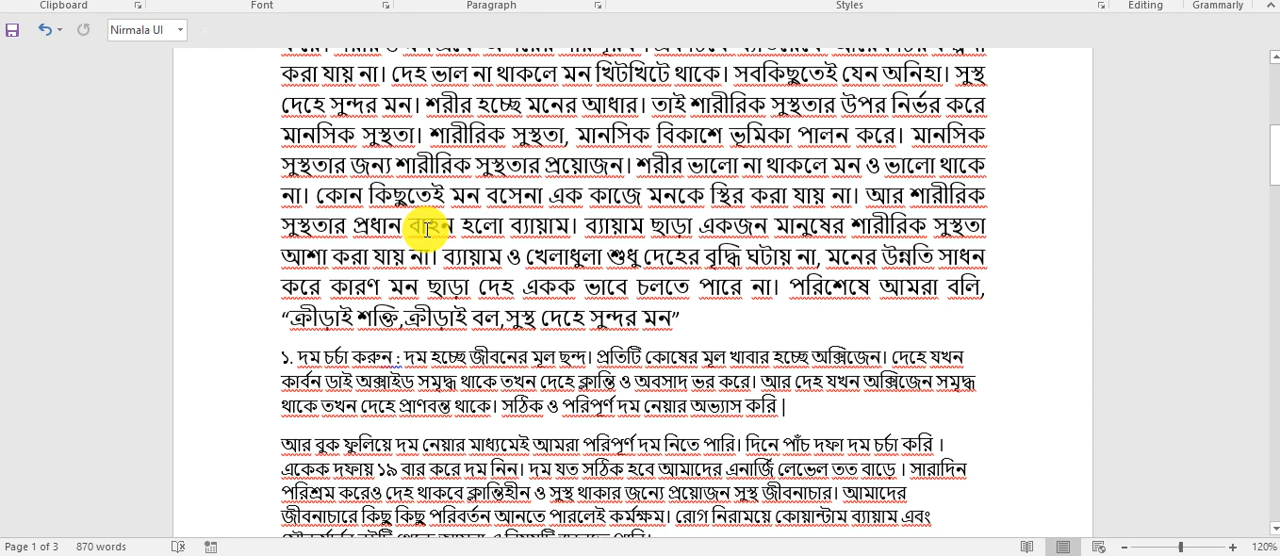 Clipboard Font Paragraph Styles Editing Grammarly
Nirmala UI
করা যায় না। দেহ ভাল না থাকলে মন খিটখিটে থাকে। সবকিছুতেই যেন অনিহা। সুস্থ
দেহে সুন্দর মন। শরীর হচ্ছে মনের আধার। তাই শারীরিক সুস্থতার উপর নির্ভর করে
মানসিক সুস্থতা। শারীরিক সুস্থতা, মানসিক বিকাশে ভূমিকা পালন করে। মানসিক
সুস্থতার জন্য শারীরিক সুস্থতার প্রয়োজন। শরীর ভালো না থাকলে মন ও ভালো থাকে
না। কোন কিছুতেই মন বসেনা এক কাজে মনকে স্থির করা যায় না। আর শারীরিক
সুস্থতার প্রধান বাহন হলো ব্যায়াম। ব্যায়াম ছাড়া একজন মানুষের শারীরিক সুস্থতা
আশা করা যায় না। ব্যায়াম ও খেলাধুলা শুধু দেহের বৃদ্ধি ঘটায় না, মনের উন্নতি সাধন
করে কারণ মন ছাড়া দেহ একক ভাবে চলতে পারে না। পরিশেষে আমরা বলি,
“ক্রীড়াই শক্তি,ক্রীড়াই বল,সুস্থ দেহে সুন্দর মন”
১. দম চর্চা করুন : দম হচ্ছে জীবনের মূল ছন্দ। প্রতিটি কোষের মূল খাবার হচ্ছে অক্সিজেন। দেহে যখন
কার্বন ডাই অক্সাইড সমৃদ্ধ থাকে তখন দেহে ক্লান্তি ও অবসাদ ভর করে। আর দেহ যখন অক্সিজেন সমৃদ্ধ
থাকে তখন দেহে প্রাণবন্ত থাকে। সঠিক ও পরিপূর্ণ দম নেয়ার অভ্যাস করি
আর বুক ফুলিয়ে দম নেয়ার মাধ্যমেই আমরা পরিপূর্ণ দম নিতে পারি। দিনে পাঁচ দফা দম চর্চা করি ।
একেক দফায় ১৯ বার করে দম নিন। দম যত সঠিক হবে আমাদের এনার্জি লেভেল তত বাড়ে । সারাদিন
পরিশ্রম করেও দেহ থাকবে ক্লান্তিহীন ও সুস্থ থাকার জন্যে প্রয়োজন সুস্থ জীবনাচার। আমাদের
জীবনাচারে কিছু কিছু পরিবর্তন আনতে পারলেই কর্মক্ষম। রোগ নিরাময়ে কোয়ান্টাম ব্যায়াম এবং
Page 1 of 3 870 words 120%